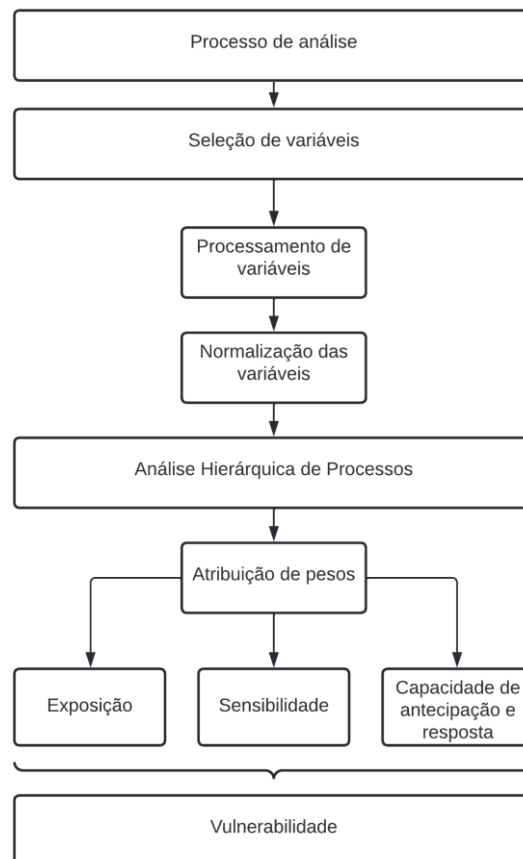 Processo de análise
Seleção de variáveis
Processamento de
variáveis
Normalização das
variáveis
Análise Hierárquica de Processos
Atribuição de pesos
Exposição
Sensibilidade
Capacidade de
antecipação e
resposta
Vulnerabilidade